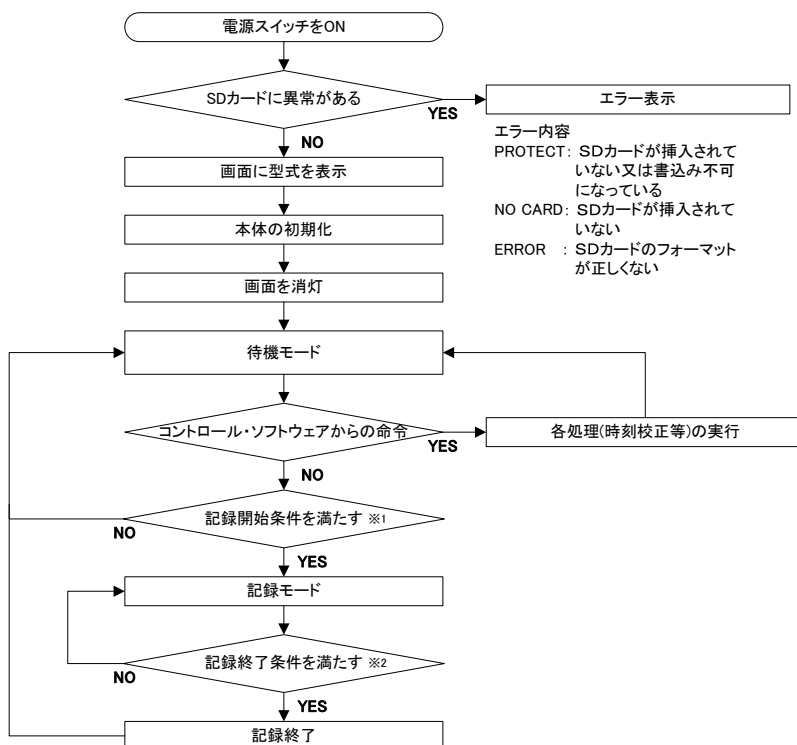 電源スイッチをON
SDカードに異常がある
YES
エラー表示
NO
エラー内容
PROTECT: SDカードが挿入されて
いない又は書込み不可
になっている
NO CARD: SDカードが挿入されて
いない
ERROR : SDカードのフォーマット
が正しくない
画面に型式を表示
本体の初期化
画面を消灯
待機モード
コントロール・ソフトウェアからの命令
YES
各処理(時刻校正等)の実行
NO
記録開始条件を満たす ※1
NO
YES
記録モード
記録終了条件を満たす ※2
NO
YES
記録終了